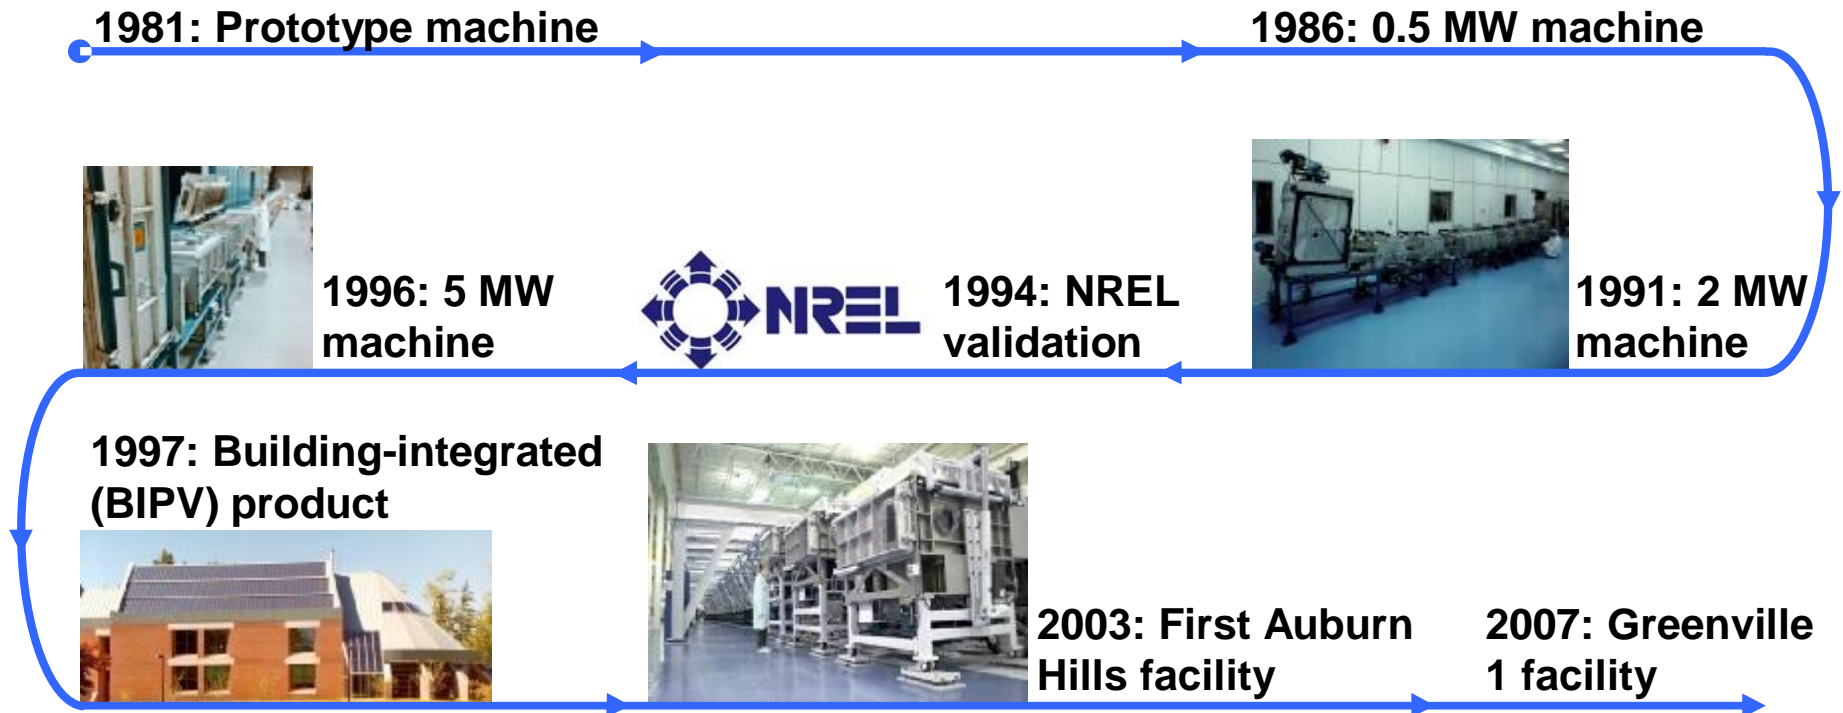 1981: Prototype machine
1986: 0.5 MW machine
1991: 2 MW
machine
1994: NREL
validation
NREL
1996: 5 MW
machine
1997: Building-integrated
(BIPV) product
2003: First Auburn
Hills facility
2007: Greenville
1 facility